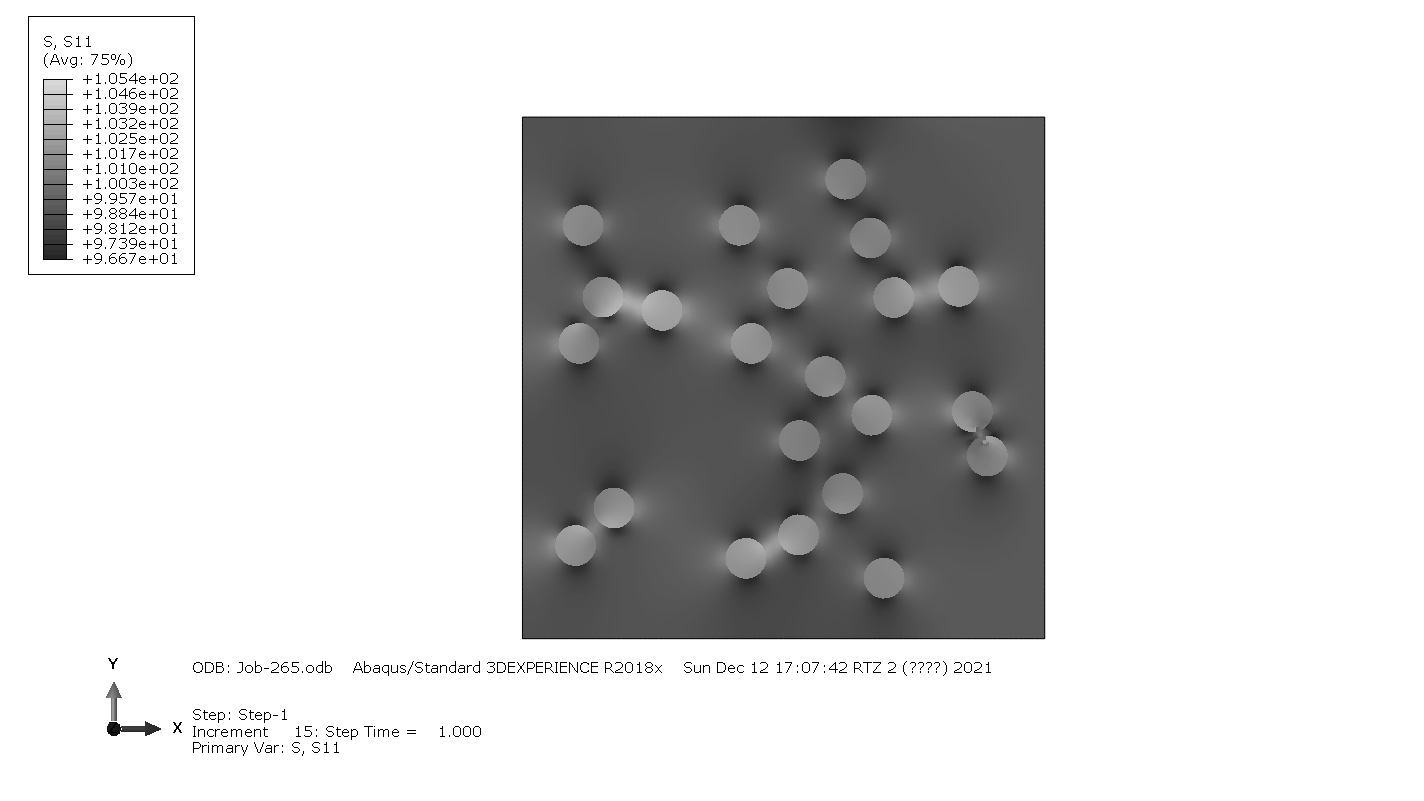 S, S11
(Avg: 75%)
+1.054e+02
+1.046e+02
+1.039e+02
+1.032e+02
+1.025e+02
+1.017e+02
+1.010e+02
+1.003e+02
+9.957e+01
+9.884e+01
+9.812e+01
+9.739e+01
+9.667e+01
Y
X
ODB: Job-265.odb    Abaqus/Standard 3DEXPERIENCE R2018x    Sun Dec 12 17:07:42 RTZ 2 (????) 2021
Step: Step-1
Increment     15: Step Time =    1.000
Primary Var: S, S11